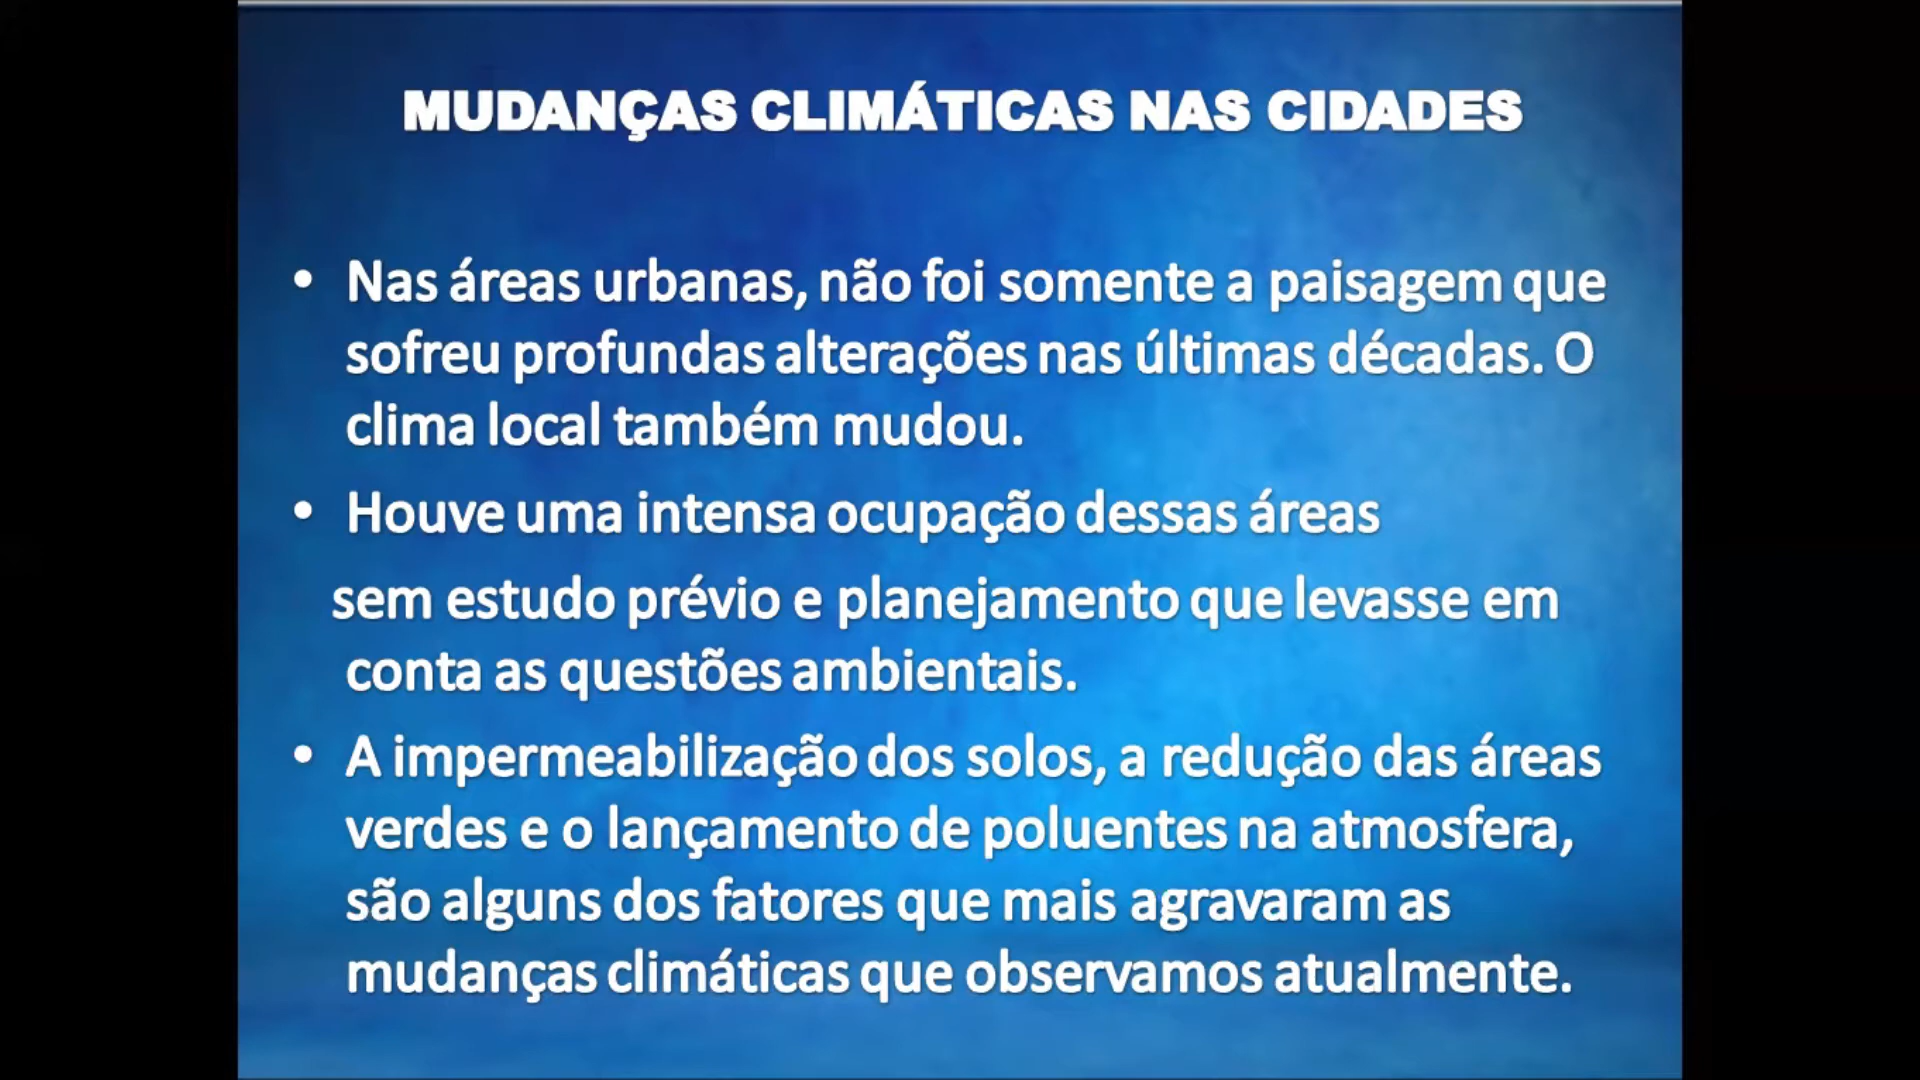 MUDANÇAS CLIMÁTICAS NAS CIDADES
• Nas áreas urbanas, não foi somente a paisagem que
sofreu profundas alterações nas últimas décadas. O
clima local também mudou.
• Houve uma intensa ocupação dessas áreas
sem estudo prévio e planejamento que levasse em
conta as questões ambientais.
• A impermeabilização dos solos, a redução das áreas
verdes e o lançamento de poluentes na atmosfera,
são alguns dos fatores que mais agravaram as
mudanças climáticas que observamos atualmente.